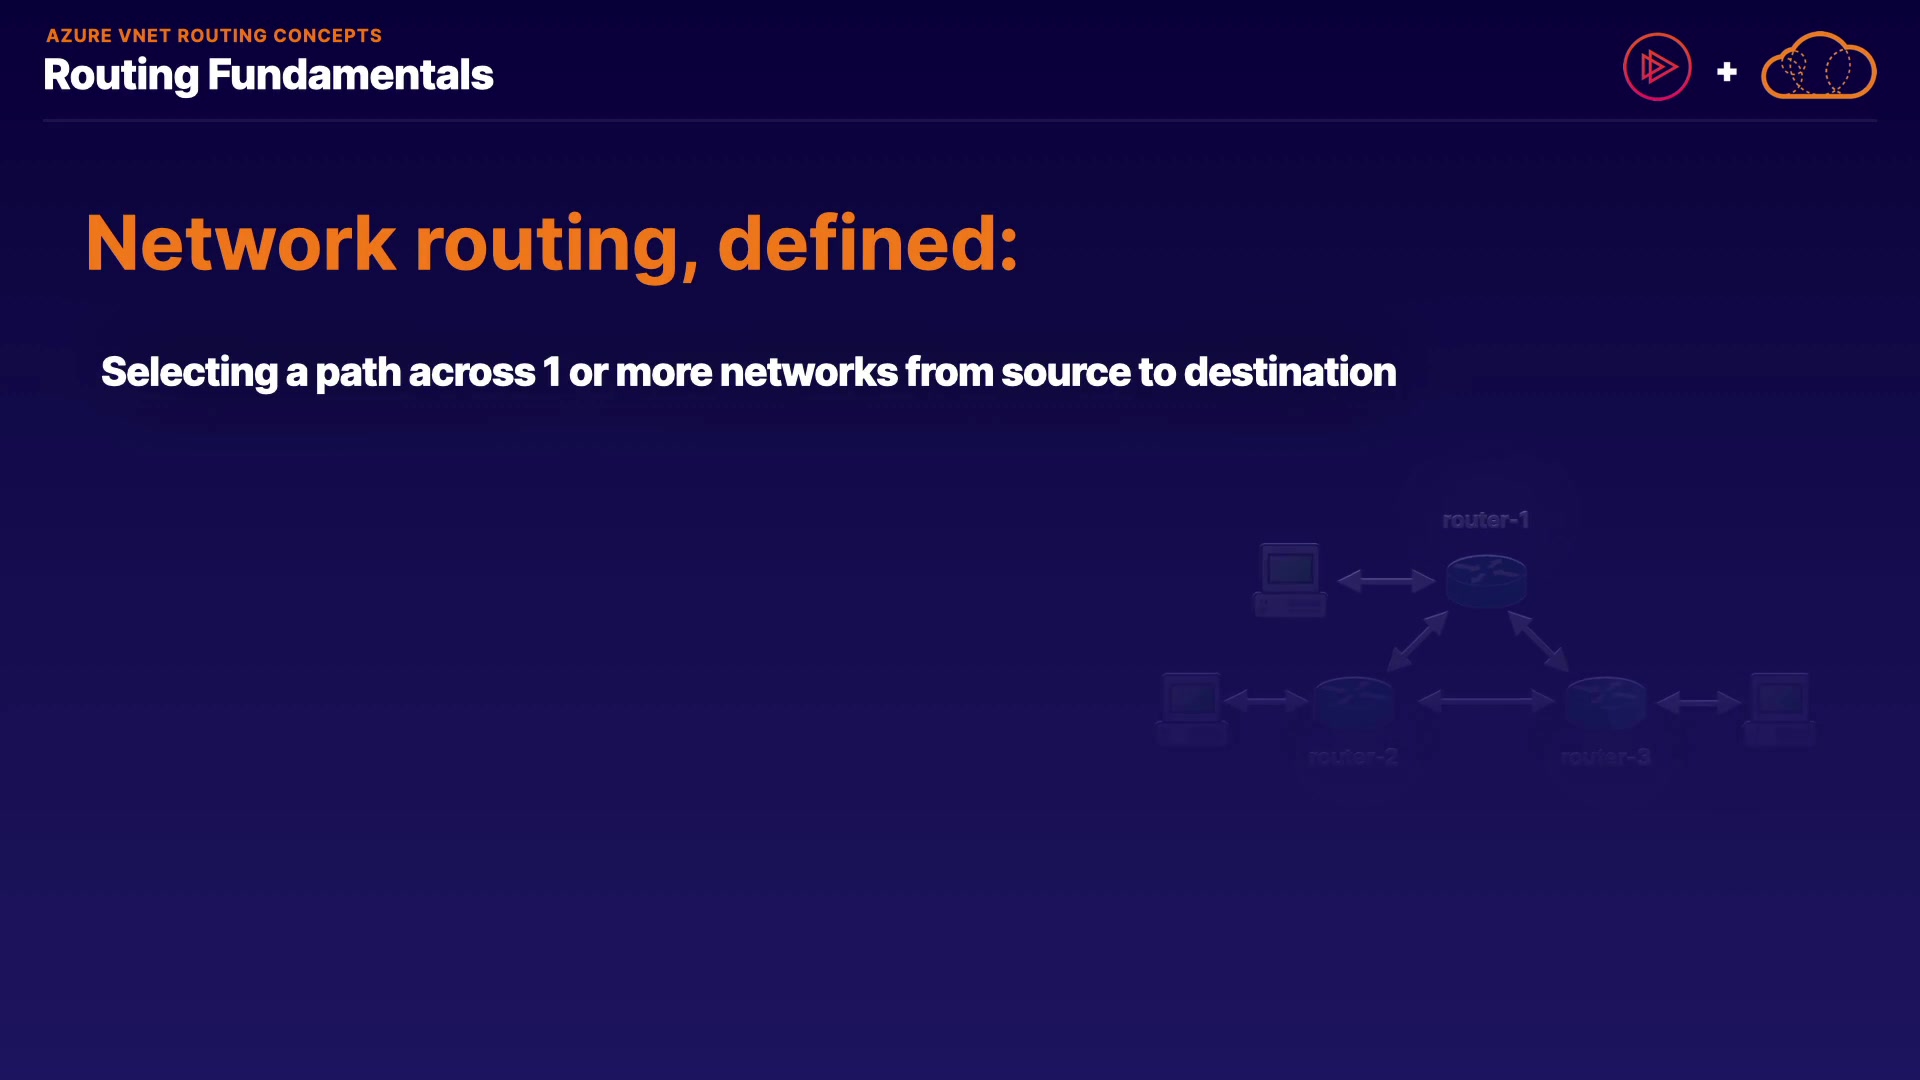 AZURE VNET ROUTING CONCEPTS
Routing Fundamentals
+
Network routing, defined:
Selecting a path across 1 or more networks from source to destination
router-1
router-2
router-3